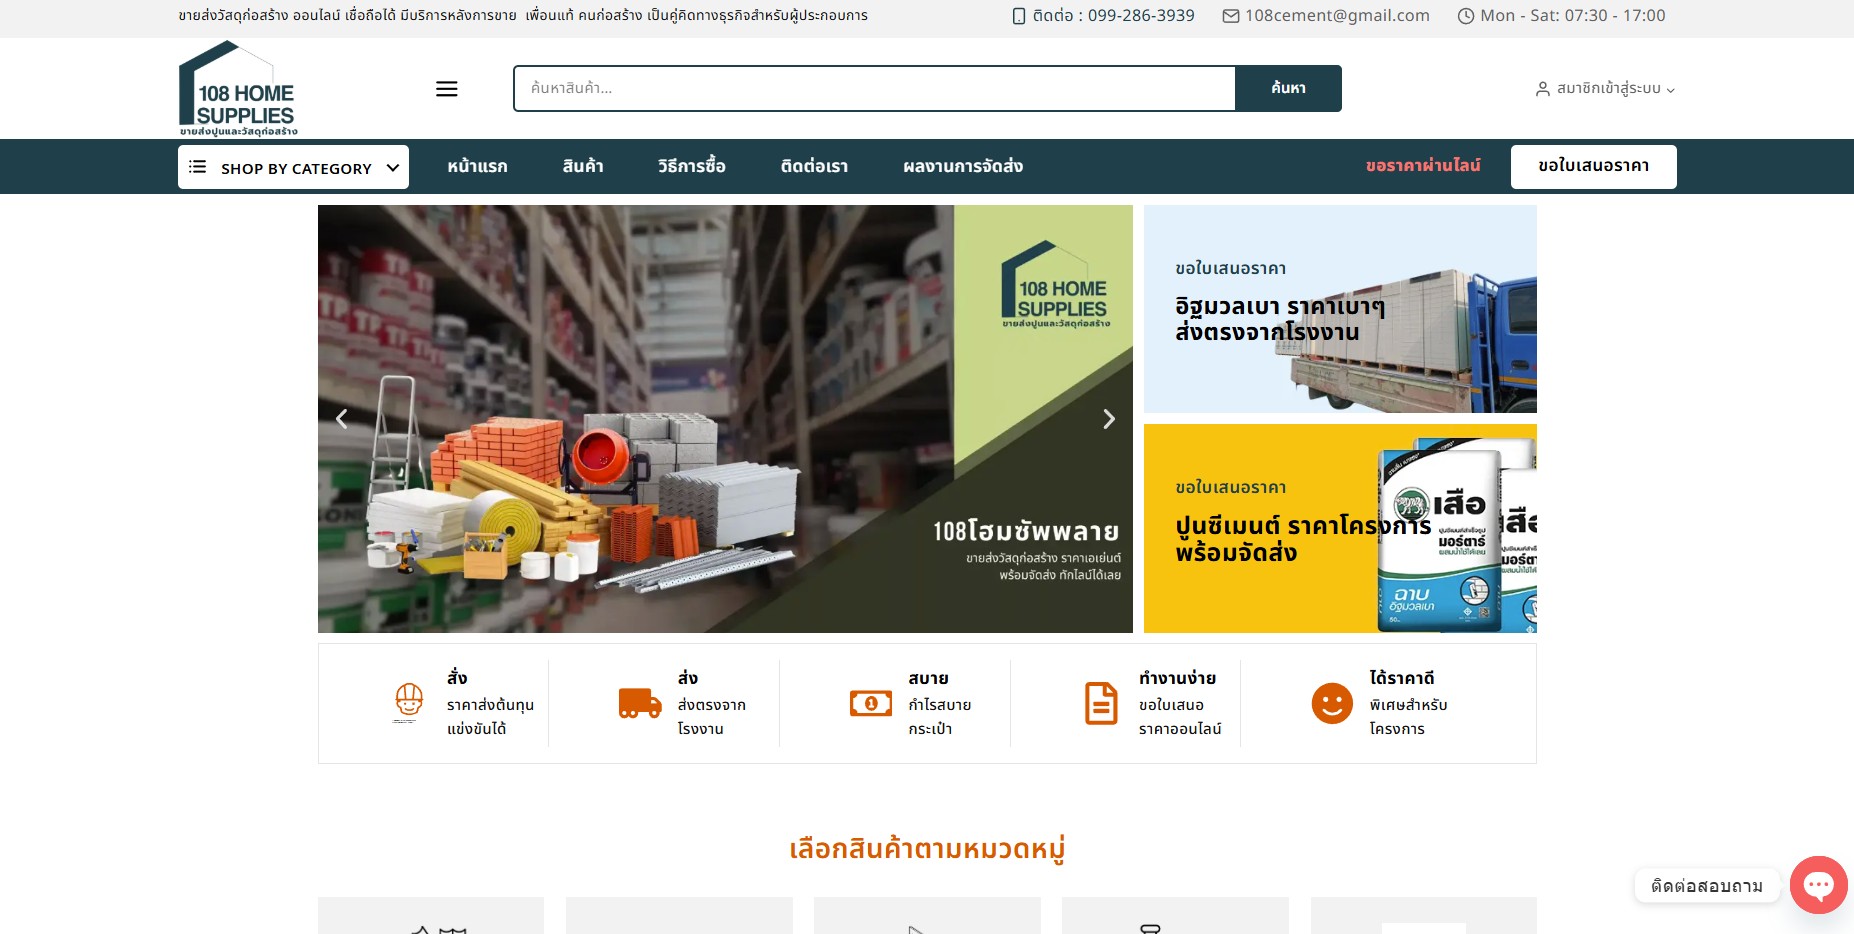 ขายส่งวัสดุก่อสร้าง ออนไลน์ เชื่อถือได้ มีบริการหลังการขาย เพื่อนแท้ คนก่อสร้าง เป็นคู่คิดทางธุรกิจสำหรับผู้ประกอบการ
ติดต่อ : 099-286-3939
108cement@gmail.com
Mon - Sat: 07:30 - 17:00
108 HOME
SUPPLIES
ขายส่งปูนและวัสดุก่อสร้าง
ค้นหาสินค้า...
ค้นหา
สมาชิกเข้าสู่ระบบ
SHOP BY CATEGORY
หน้าแรก
สินค้า
วิธีการซื้อ
ติดต่อเรา
ผลงานการจัดส่ง
ขอราคาผ่านไลน์
ขอใบเสนอราคา
108 HOME
SUPPLIES
ขายส่งปูนและวัสดุก่อสร้าง
108โฮมซัพพลาย
ขายส่งวัสดุก่อสร้าง ราคาเอเย่นต์
พร้อมจัดส่ง ทักไลน์ได้เลย
ขอใบเสนอราคา
อิฐมวลเบา ราคาเบาๆ
ส่งตรงจากโรงงาน
ขอใบเสนอราคา
ปูนซีเมนต์ ราคาโครงการ
พร้อมจัดส่ง
เสือ
ปูนซีเมนต์สำเร็จรูป
มอร์ตาร์
ผสมน้ำใช้ได้เลย
ฉาบ
อิฐมวลเบา
สั่ง
ราคาส่งต้นทุน
แข่งขันได้
ส่ง
ส่งตรงจาก
โรงงาน
สบาย
กำไรสบาย
กระเป๋า
ทำงานง่าย
ขอใบเสนอ
ราคาออนไลน์
ได้ราคาดี
พิเศษสำหรับ
โครงการ
เลือกสินค้าตามหมวดหมู่
ติดต่อสอบถาม